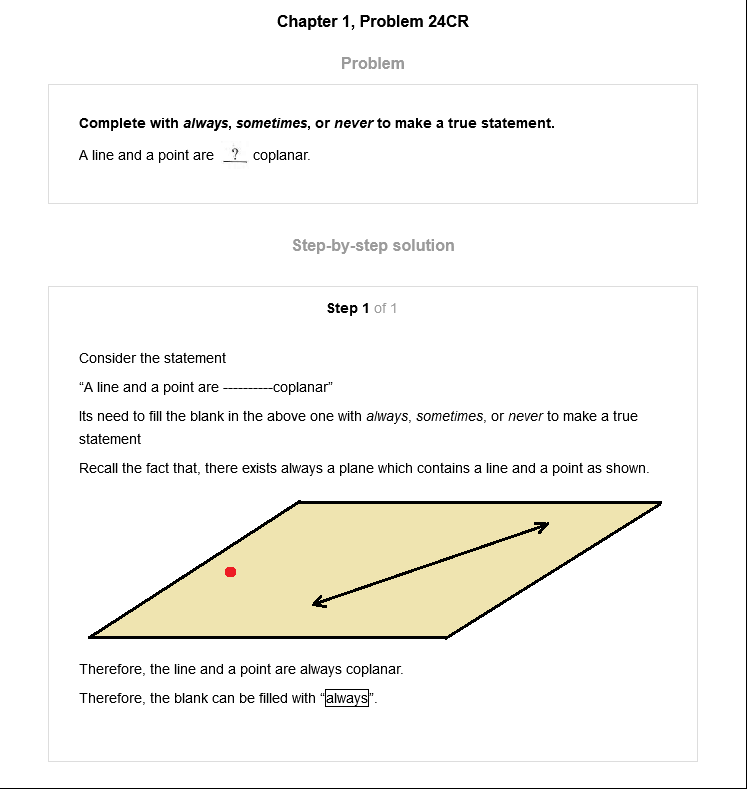 Chapter 1, Problem 24CR
Problem
Complete with always, sometimes, or never to make a true statement.
A line and a point are ? coplanar.
Step-by-step solution
Step 1 of 1
Consider the statement
“A line and a point are ----------coplanar”
Its need to fill the blank in the above one with always, sometimes, or never to make a true
statement
Recall the fact that, there exists always a plane which contains a line and a point as shown.
Therefore, the line and a point are always coplanar.
Therefore, the blank can be filled with “always”.